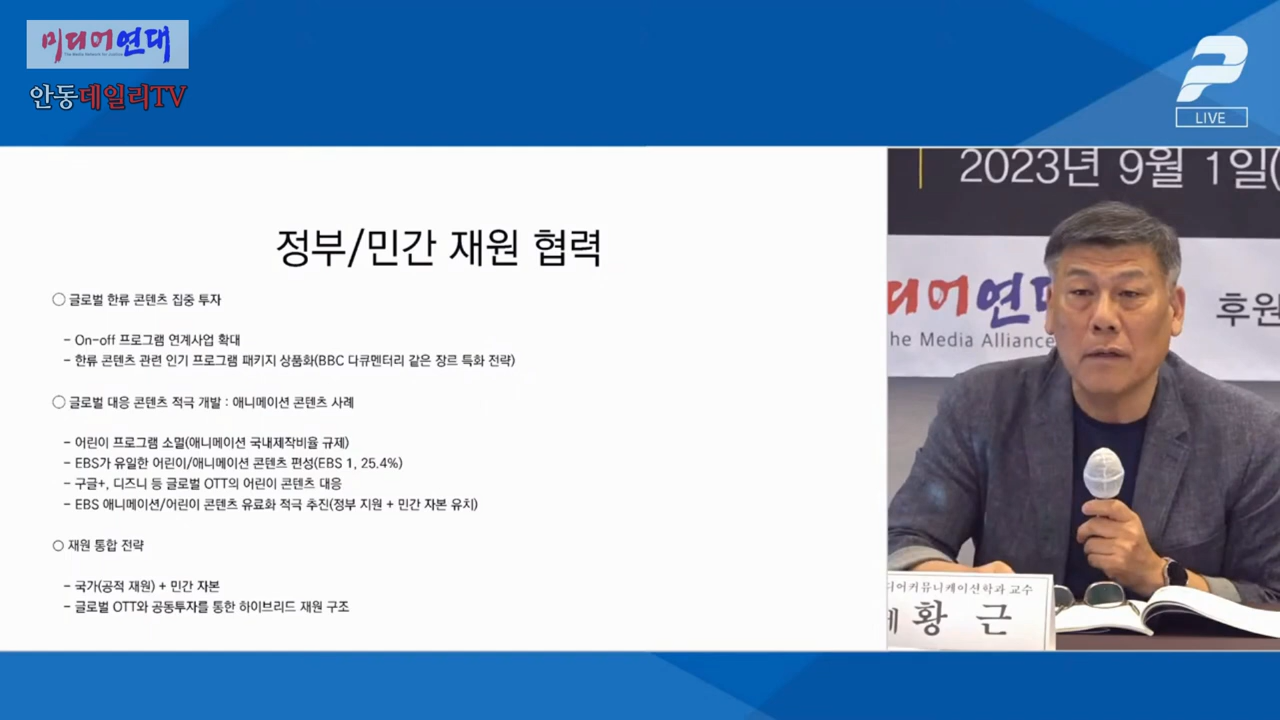 미디어연대
The Media Network for Justice
안동데일리TV
LIVE
정부/민간 재원 협력
○ 글로벌 한류 콘텐츠 집중 투자
- On-off 프로그램 연계사업 확대
- 한류 콘텐츠 관련 인기 프로그램 패키지 상품화(BBC 다큐멘터리 같은 장르 특화 전략)
○ 글로벌 대응 콘텐츠 적극 개발 : 애니메이션 콘텐츠 사례
- 어린이 프로그램 소멸(애니메이션 국내제작비율 규제)
- EBS가 유일한 어린이/애니메이션 콘텐츠 편성(EBS 1, 25.4%)
- 구글+, 디즈니 등 글로벌 OTT의 어린이 콘텐츠 대응
- EBS 애니메이션/어린이 콘텐츠 유료화 적극 추진(정부 지원 + 민간 자본 유치)
○ 재원 통합 전략
- 국가(공적 재원) + 민간 자본
- 글로벌 OTT와 공동투자를 통한 하이브리드 재원 구조
2023년 9월 1일(
디어연대
he Media Alliance
후원
디어커뮤니케이션학과 교수
제 황 근